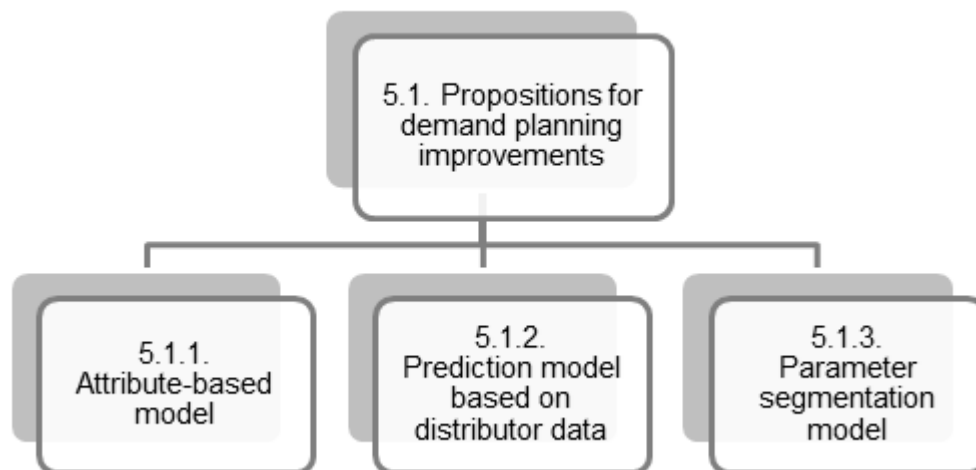 5.1. Propositions for
demand planning
improvements
5.1.1.
Attribute-based
model
5.1.2.
Prediction model
based on
distributor data
5.1.3.
Parameter
segmentation
model